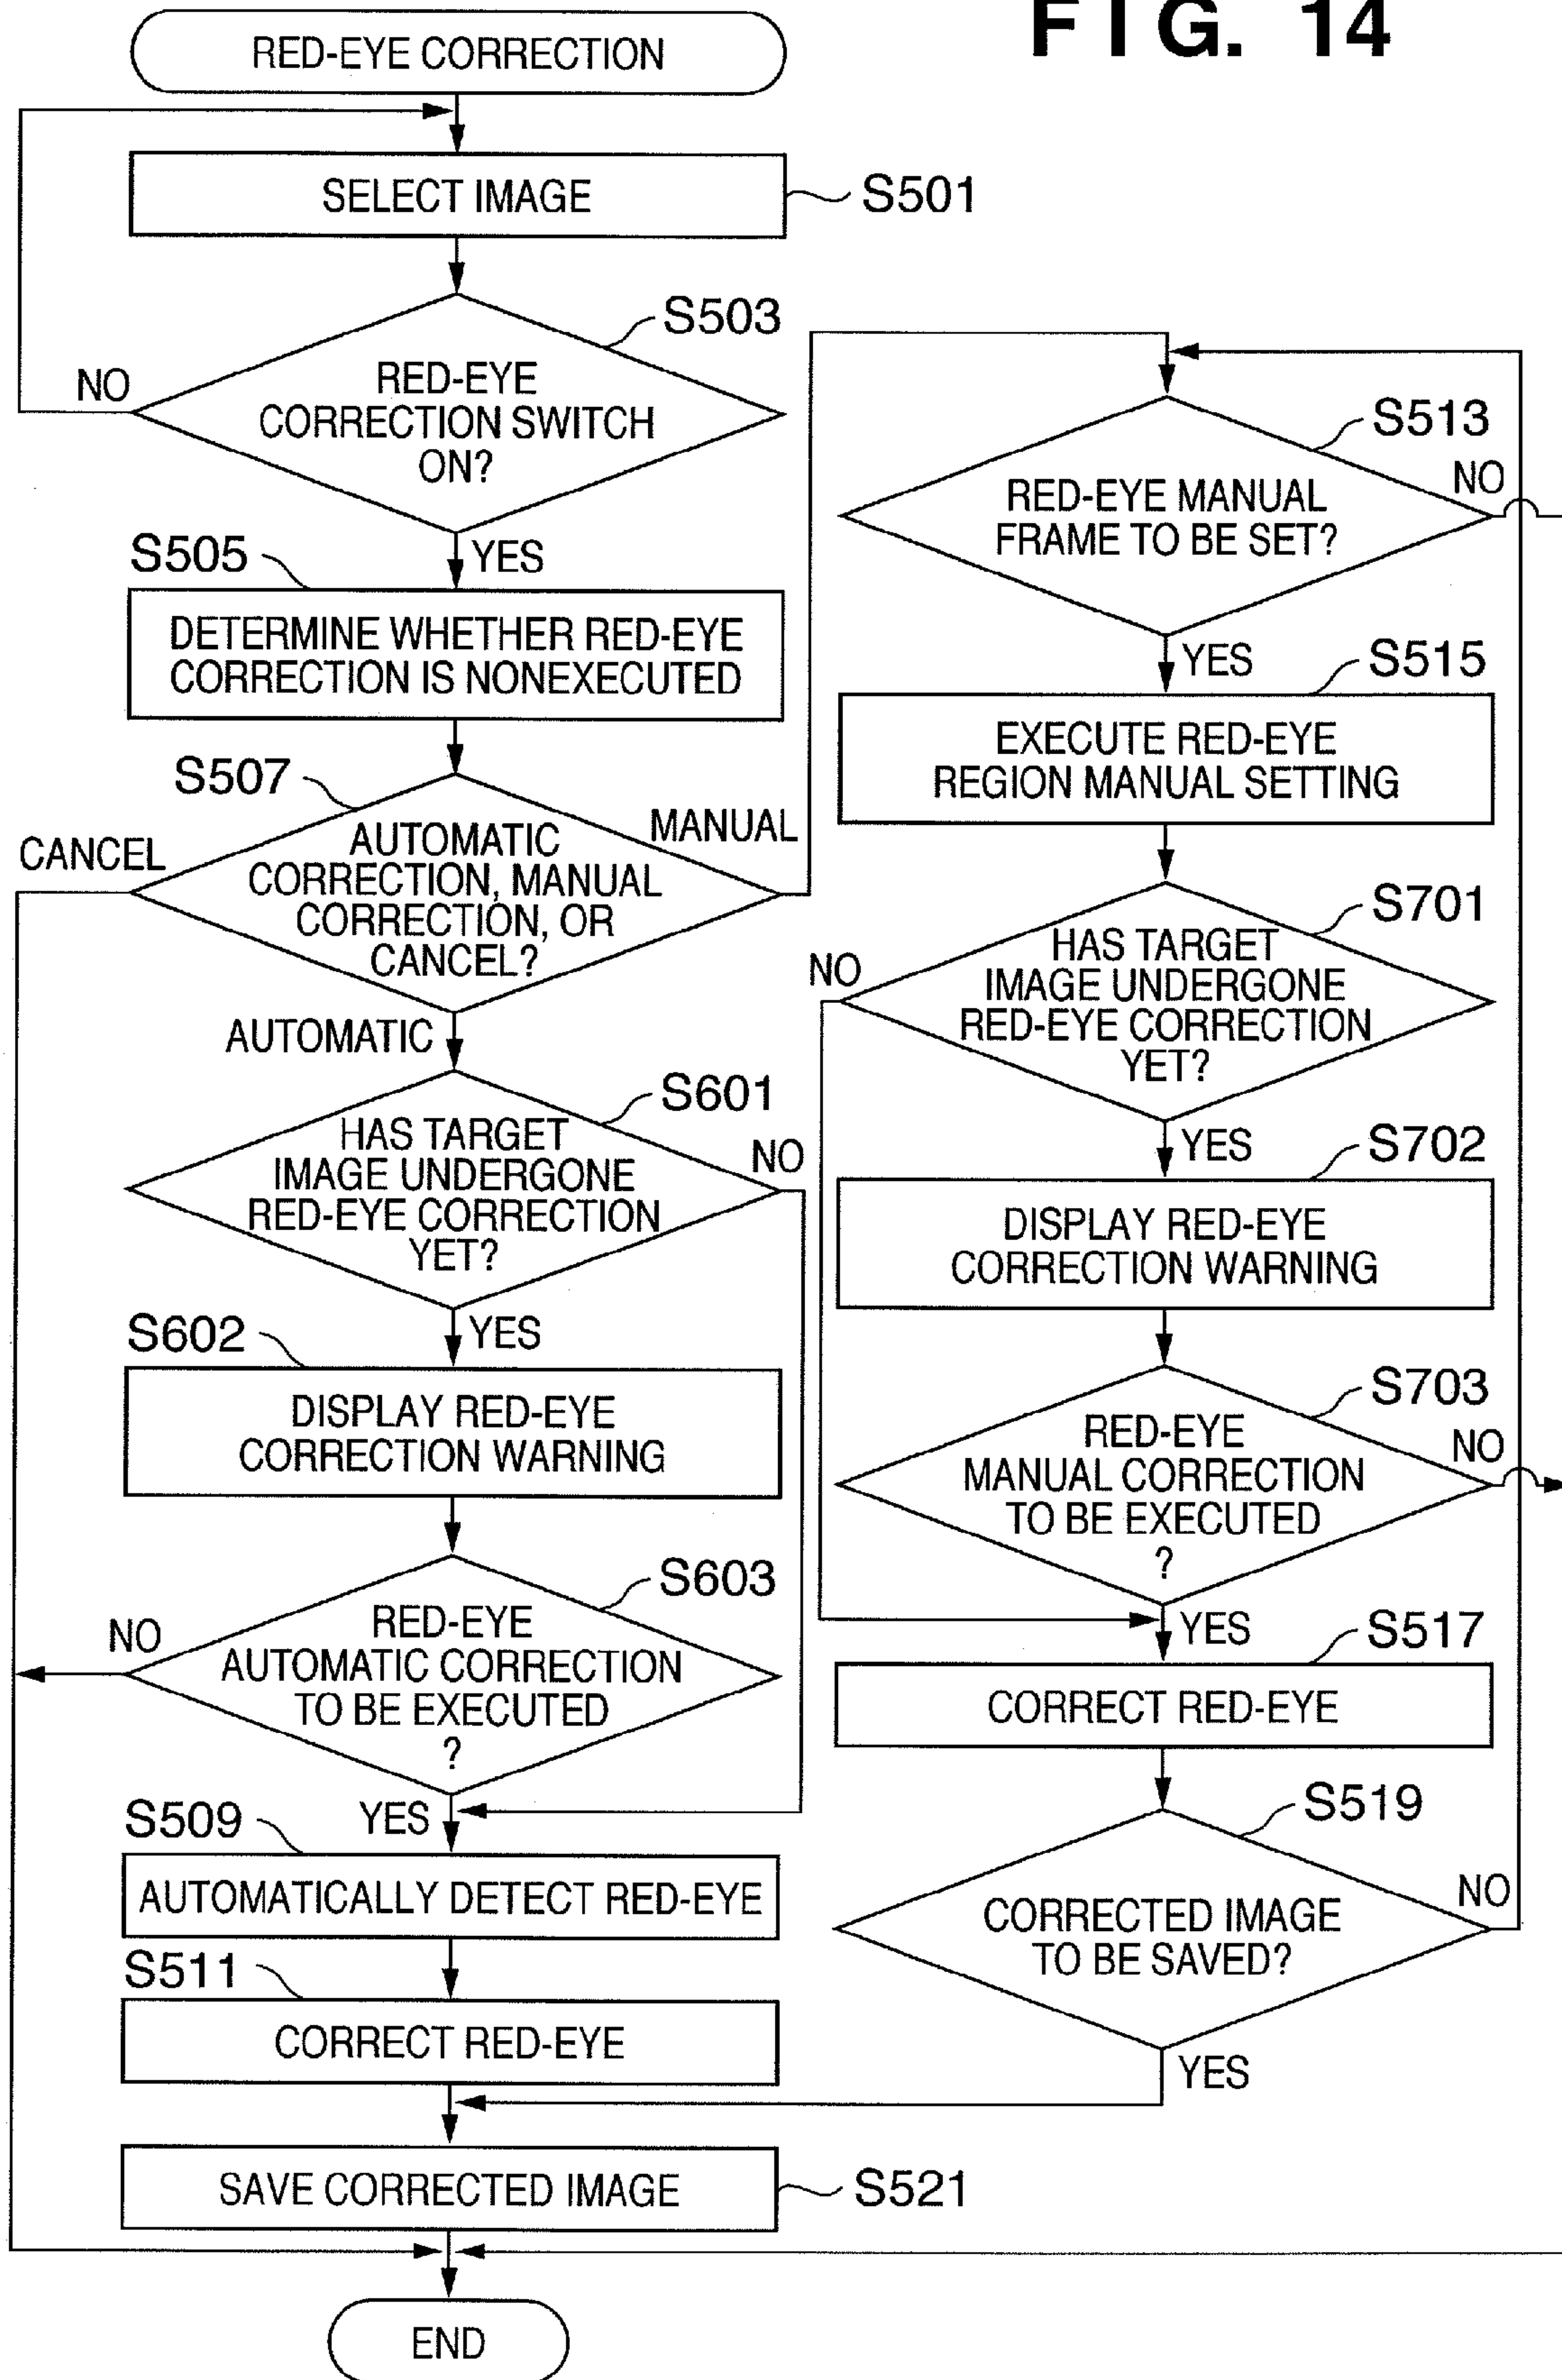 FIG. 14
RED-EYE CORRECTION
SELECT IMAGE
S501
S503
RED-EYE
CORRECTION SWITCH
ON?
NO
YES
S505
DETERMINE WHETHER RED-EYE
CORRECTION IS NONEXECUTED
S507
AUTOMATIC
CORRECTION, MANUAL
CORRECTION, OR
CANCEL?
CANCEL
MANUAL
AUTOMATIC
S601
HAS TARGET
IMAGE UNDERGONE
RED-EYE CORRECTION
YET?
NO
YES
S602
DISPLAY RED-EYE
CORRECTION WARNING
S603
RED-EYE
AUTOMATIC CORRECTION
TO BE EXECUTED
?
NO
YES
S509
AUTOMATICALLY DETECT RED-EYE
S511
CORRECT RED-EYE
SAVE CORRECTED IMAGE
S521
END
S513
RED-EYE MANUAL
FRAME TO BE SET?
NO
YES
S515
EXECUTE RED-EYE
REGION MANUAL SETTING
S701
HAS TARGET
IMAGE UNDERGONE
RED-EYE CORRECTION
YET?
NO
YES
S702
DISPLAY RED-EYE
CORRECTION WARNING
S703
RED-EYE
MANUAL CORRECTION
TO BE EXECUTED
?
NO
YES
S517
CORRECT RED-EYE
S519
CORRECTED IMAGE
TO BE SAVED?
NO
YES